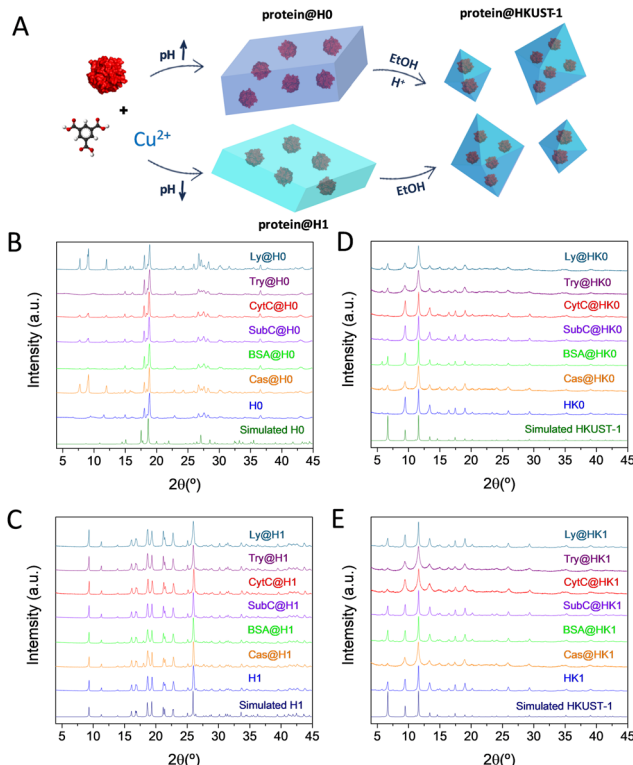 A
protein@H0
protein@HKUST-1
pH
EtOH
H⁺
+
Cu²⁺
pH
EtOH
protein@H1
B
Intensity (a.u.)
Ly@H0
Try@H0
CytC@H0
SubC@H0
BSA@H0
Cas@H0
H0
Simulated H0
5 10 15 20 25 30 35 40 45
2θ(º)
D
Intensity (a.u.)
Ly@HK0
Try@HK0
CytC@HK0
SubC@HK0
BSA@HK0
Cas@HK0
HK0
Simulated HKUST-1
5 10 15 20 25 30 35 40 45
2θ(º)
C
Intensity (a.u.)
Ly@H1
Try@H1
CytC@H1
SubC@H1
BSA@H1
Cas@H1
H1
Simulated H1
5 10 15 20 25 30 35 40 45
2θ(º)
E
Intensity (a.u.)
Ly@HK1
Try@HK1
CytC@HK1
SubC@HK1
BSA@HK1
Cas@HK1
HK1
Simulated HKUST-1
5 10 15 20 25 30 35 40 45
2θ(º)